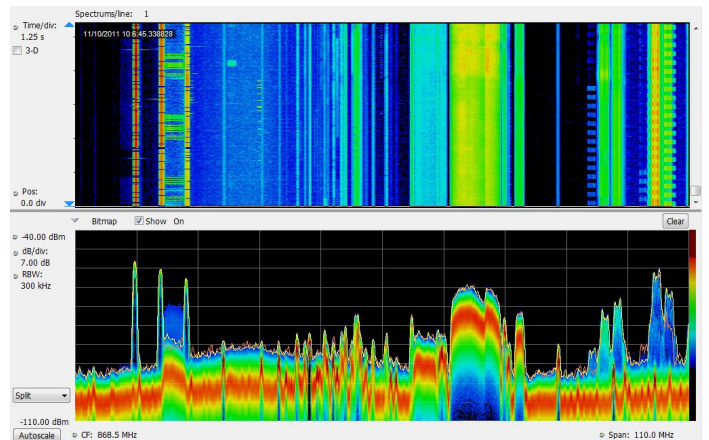 Spectrums/line: 1
Time/div:
1.25 s
3-D
11/10/2011 10:6:45.338828
Pos:
0.0 div
Bitmap Show On Clear
-40.00 dBm
dB/div:
7.00 dB
RBW:
300 kHz
Split
-110.00 dBm
Autoscale CF: 868.5 MHz Span: 110.0 MHz